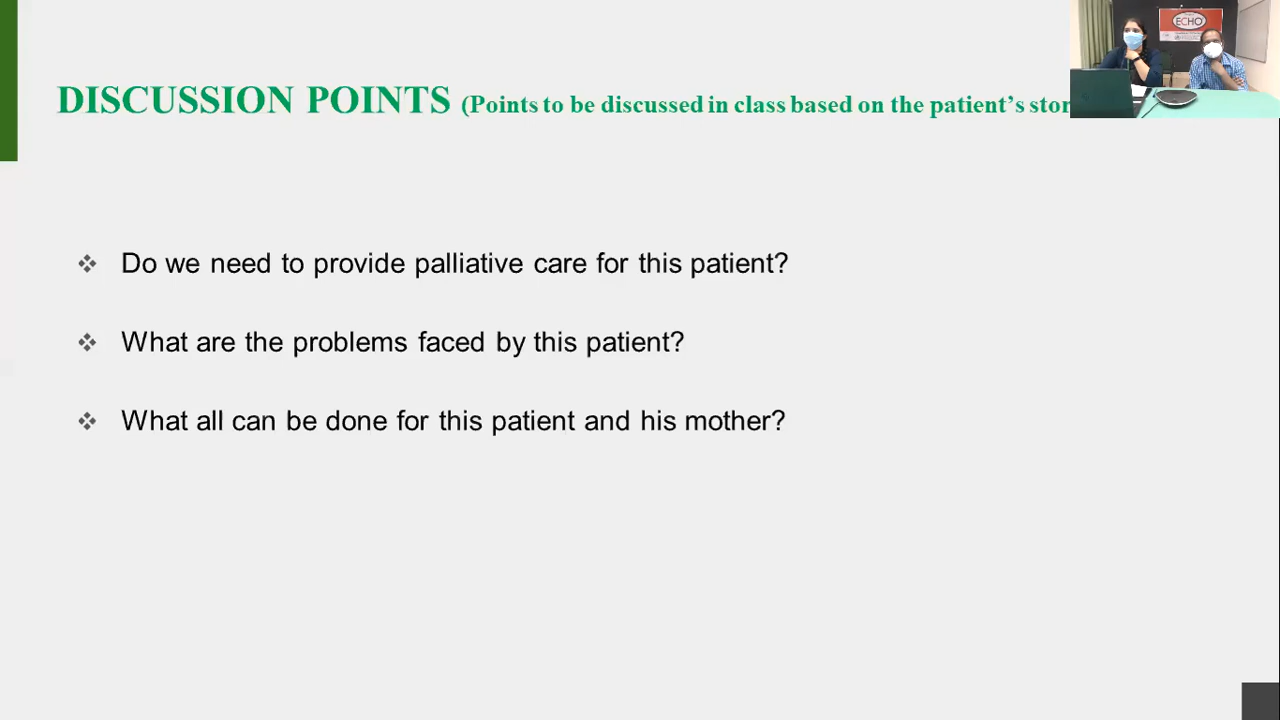 DISCUSSION POINTS (Points to be discussed in class based on the patient's
ECHO
Do we need to provide palliative care for this patient?
What are the problems faced by this patient?
What all can be done for this patient and his mother?